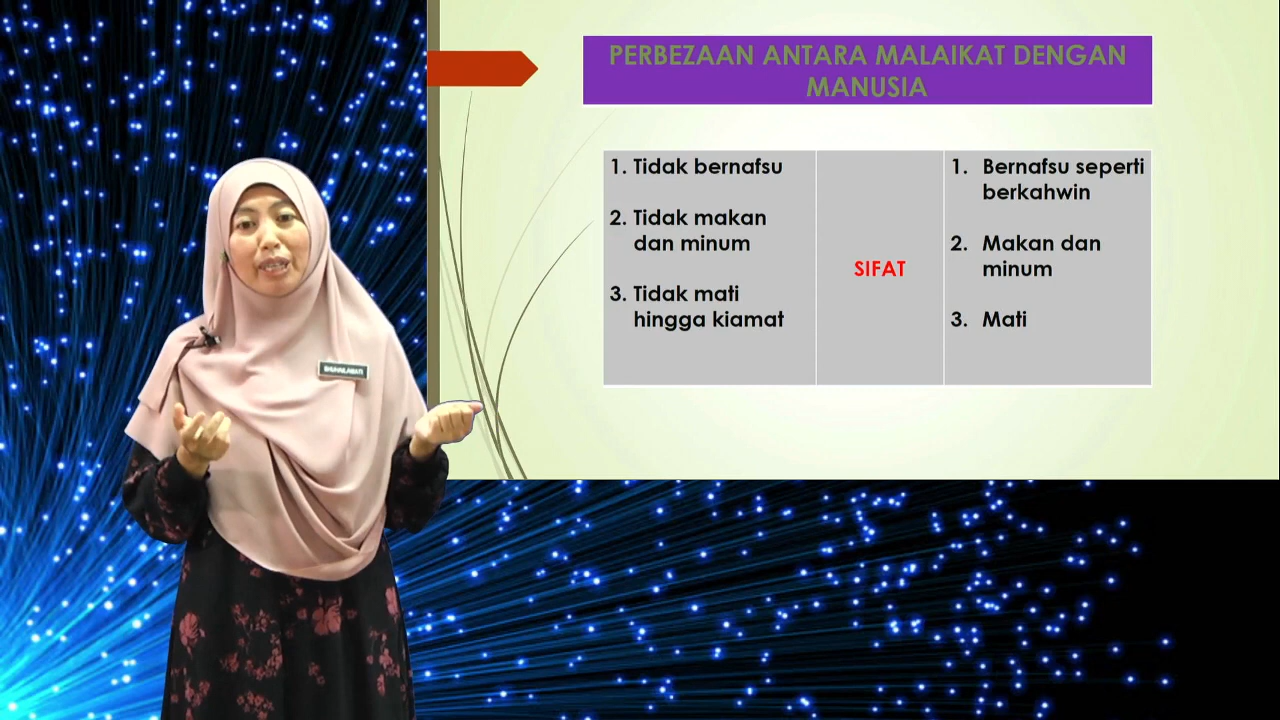 PERBEZAAN ANTARA MALAIKAT DENGAN
MANUSIA
1. Tidak bernafsu
2. Tidak makan
dan minum
3. Tidak mati
hingga kiamat
SIFAT
1. Bernafsu seperti
berkahwin
2. Makan dan
minum
3. Mati